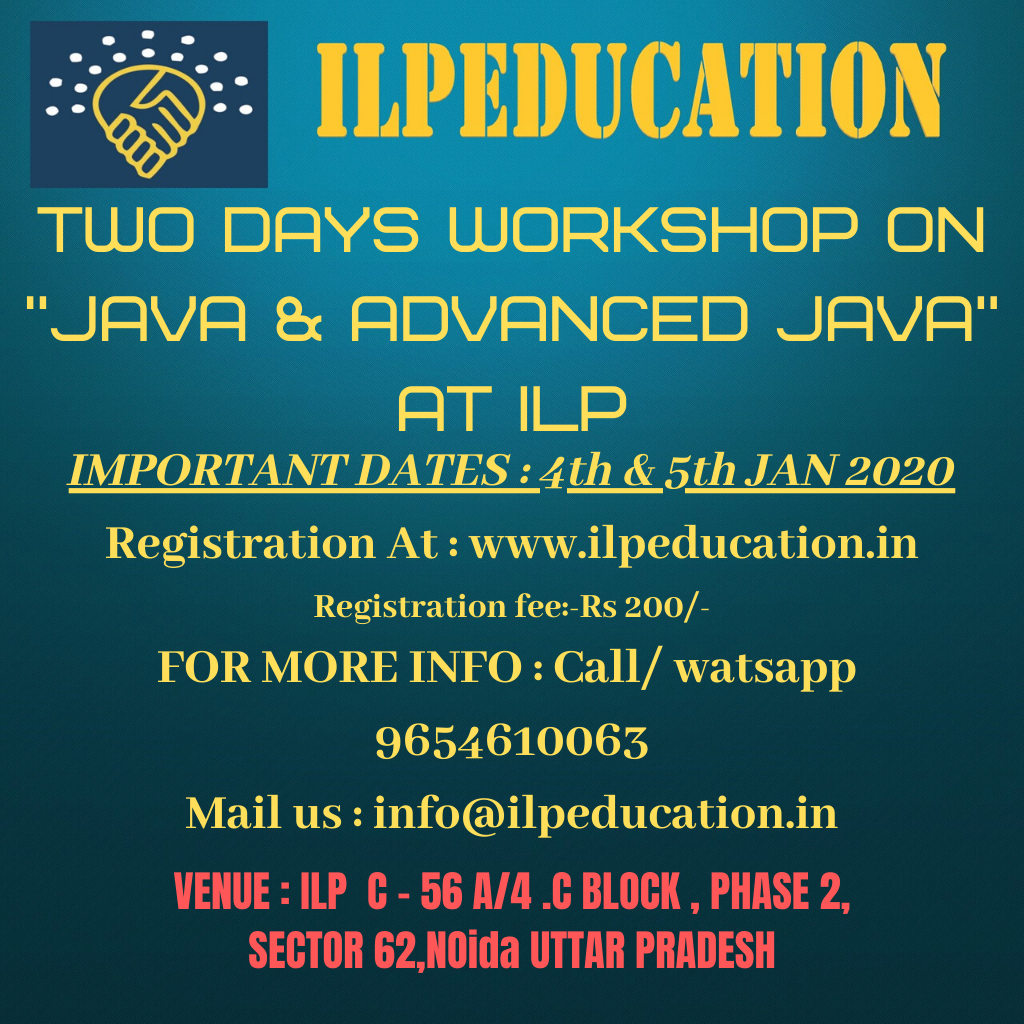 ILPEDUCATION
TWO DAYS WORKSHOP ON
"JAVA & ADVANCED JAVA"
AT ILP
IMPORTANT DATES : 4th & 5th JAN 2020
Registration At : www.ilpeducation.in
Registration fee:-Rs 200/-
FOR MORE INFO : Call/ watsapp
9654610063
Mail us : info@ilpeducation.in
VENUE : ILP  C - 56 A/4 .C BLOCK , PHASE 2,
SECTOR 62,NOida UTTAR PRADESH